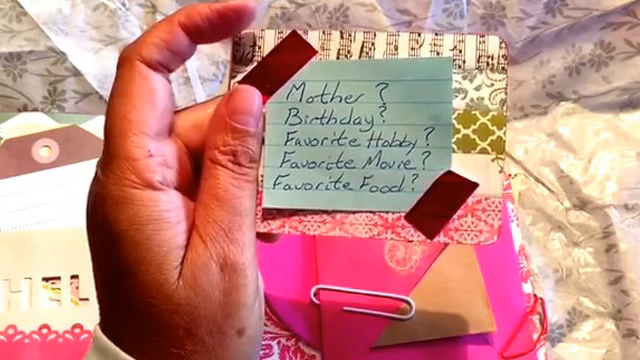 Mother ?
Birthday?
Favorite Hobby?
Favorite Movie?
Favorite Food?
HEL